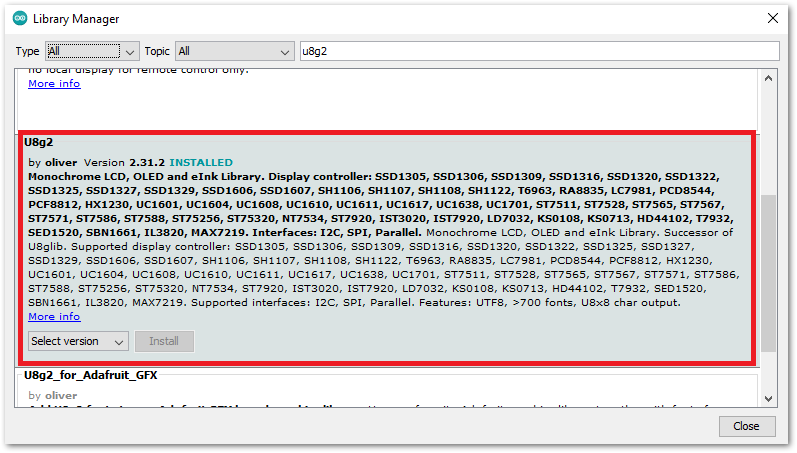 Library Manager
Type All Topic All u8g2
no local display for remote control only.
More info
U8g2
by oliver Version 2.31.2 INSTALLED
Monochrome LCD, OLED and eInk Library. Display controller: SSD1305, SSD1306, SSD1309, SSD1316, SSD1320, SSD1322,
SSD1325, SSD1327, SSD1329, SSD1606, SSD1607, SH1106, SH1107, SH1108, SH1122, T6963, RA8835, LC7981, PCD8544,
PCF8812, HX1230, UC1601, UC1604, UC1608, UC1610, UC1611, UC1617, UC1638, UC1701, ST7511, ST7528, ST7565, ST7567,
ST7571, ST7586, ST7588, ST75256, ST75320, NT7534, ST7920, IST3020, IST7920, LD7032, KS0108, KS0713, HD44102, T7932,
SED1520, SBN1661, IL3820, MAX7219. Interfaces: I2C, SPI, Parallel. Monochrome LCD, OLED and eInk Library. Successor of
U8glib. Supported display controller: SSD1305, SSD1306, SSD1309, SSD1316, SSD1320, SSD1322, SSD1325, SSD1327,
SSD1329, SSD1606, SSD1607, SH1106, SH1107, SH1108, SH1122, T6963, RA8835, LC7981, PCD8544, PCF8812, HX1230,
UC1601, UC1604, UC1608, UC1610, UC1611, UC1617, UC1638, UC1701, ST7511, ST7528, ST7565, ST7567, ST7571, ST7586,
ST7588, ST75256, ST75320, NT7534, ST7920, IST3020, IST7920, LD7032, KS0108, KS0713, HD44102, T7932, SED1520,
SBN1661, IL3820, MAX7219. Supported interfaces: I2C, SPI, Parallel. Features: UTF8, >700 fonts, U8x8 char output.
More info
Select version Install
U8g2_for_Adafruit_GFX
by oliver
Close